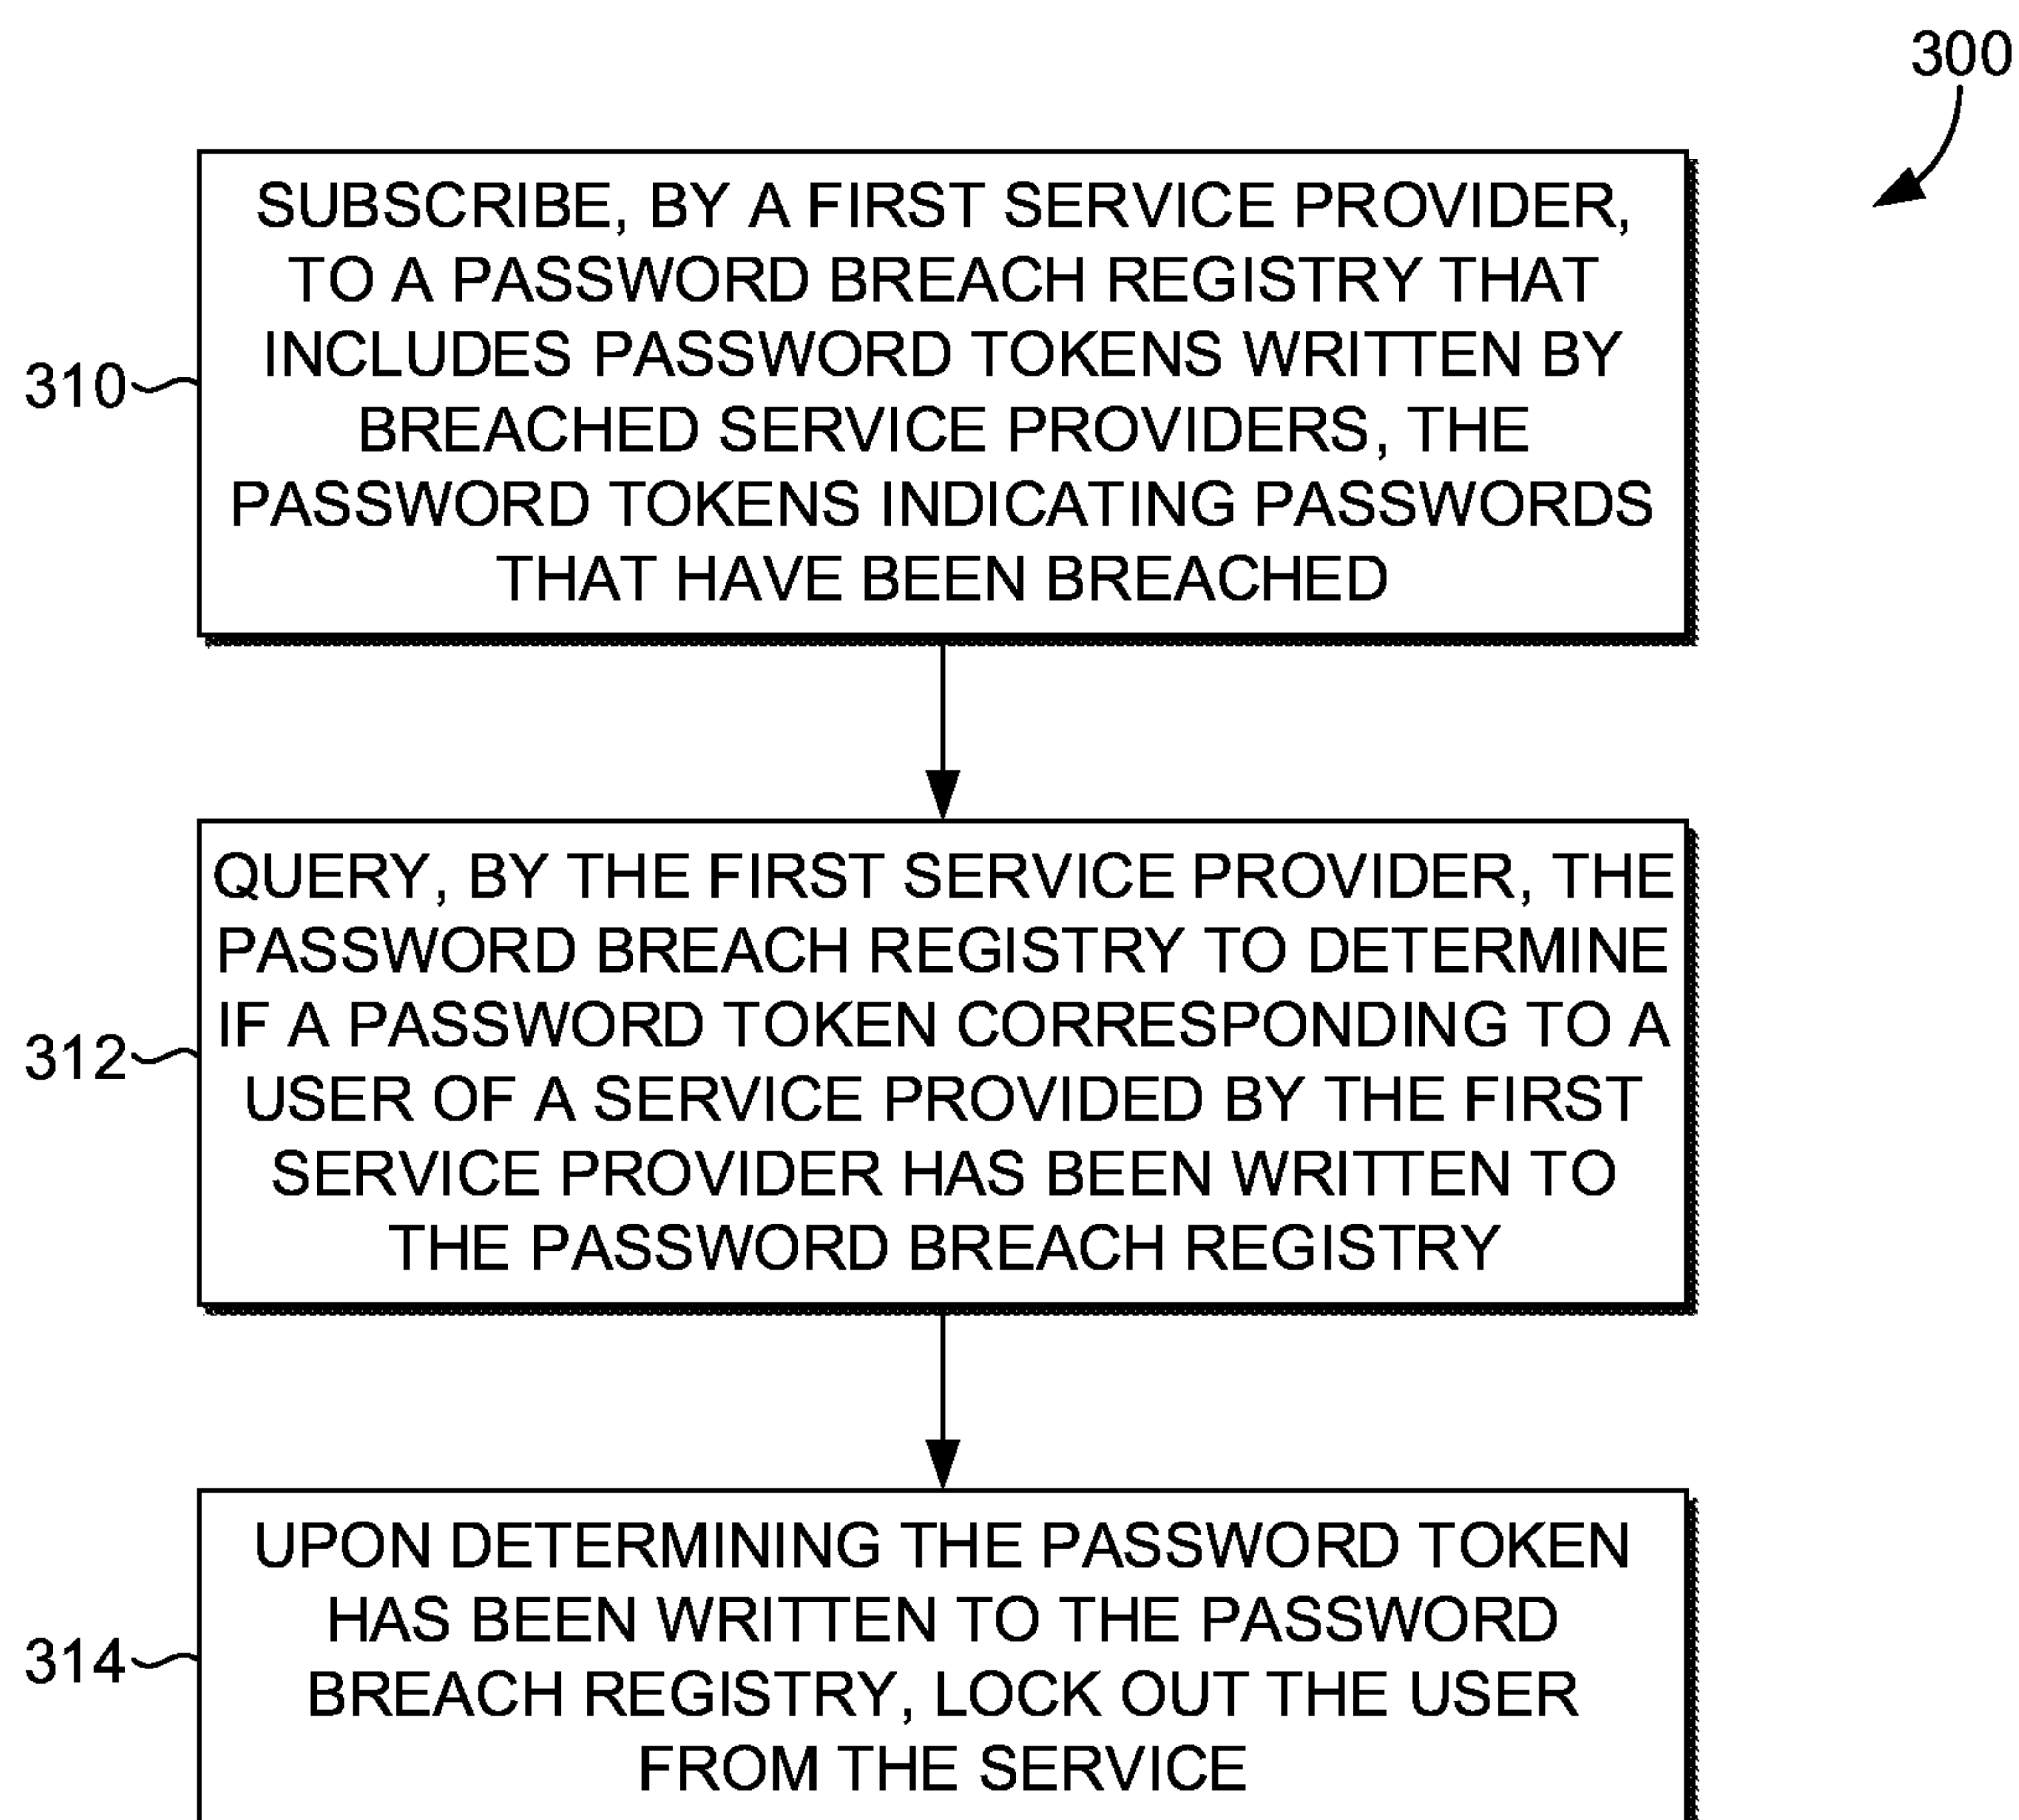 300
SUBSCRIBE, BY A FIRST SERVICE PROVIDER,
TO A PASSWORD BREACH REGISTRY THAT
INCLUDES PASSWORD TOKENS WRITTEN BY
BREACHED SERVICE PROVIDERS, THE
PASSWORD TOKENS INDICATING PASSWORDS
THAT HAVE BEEN BREACHED
310
QUERY, BY THE FIRST SERVICE PROVIDER, THE
PASSWORD BREACH REGISTRY TO DETERMINE
IF A PASSWORD TOKEN CORRESPONDING TO A
USER OF A SERVICE PROVIDED BY THE FIRST
SERVICE PROVIDER HAS BEEN WRITTEN TO
THE PASSWORD BREACH REGISTRY
312
UPON DETERMINING THE PASSWORD TOKEN
HAS BEEN WRITTEN TO THE PASSWORD
BREACH REGISTRY, LOCK OUT THE USER
FROM THE SERVICE
314